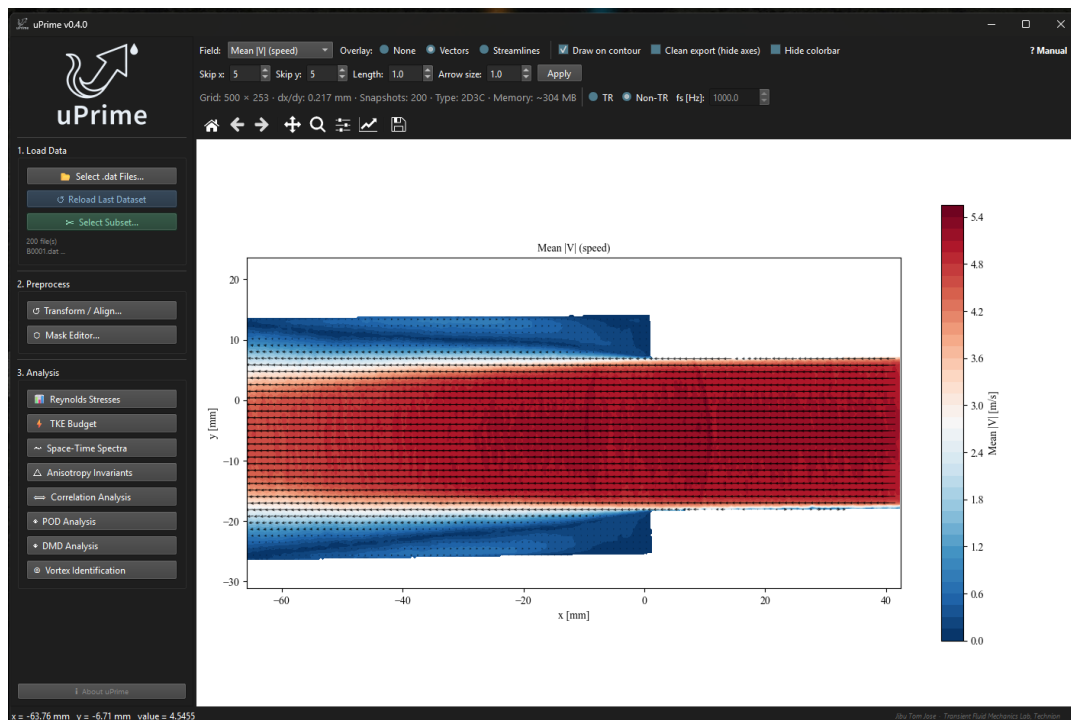 uPrime v0.4.0
uPrime
1. Load Data
Select .dat Files...
↺ Reload Last Dataset
✂ Select Subset...
200 file(s)
B0001.dat ...
2. Preprocess
↺ Transform / Align...
Mask Editor...
3. Analysis
Reynolds Stresses
TKE Budget
~ Space-Time Spectra
△ Anisotropy Invariants
Correlation Analysis
POD Analysis
DMD Analysis
Vortex Identification
About uPrime
x = -63.76 mm y = -6.71 mm value = 4.5455
Field: Mean |V| (speed) Overlay: None Vectors Streamlines Draw on contour Clean export (hide axes) Hide colorbar ? Manual
Skip x: 5 Skip y: 5 Length: 1.0 Arrow size: 1.0 Apply
Grid: 500 × 253 · dx/dy: 0.217 mm · Snapshots: 200 · Type: 2D3C · Memory: ~304 MB TR Non-TR fs [Hz]: 1000.0
Mean |V| (speed)
20
10
0
−10
−20
−30
y [mm]
−60 −40 −20 0 20 40
x [mm]
5.4
4.8
4.2
3.6
3.0
2.4
1.8
1.2
0.6
0.0
Mean |V| [m/s]
Jibu Tom Jose Transient Fluid Mechanics Lab, Technion